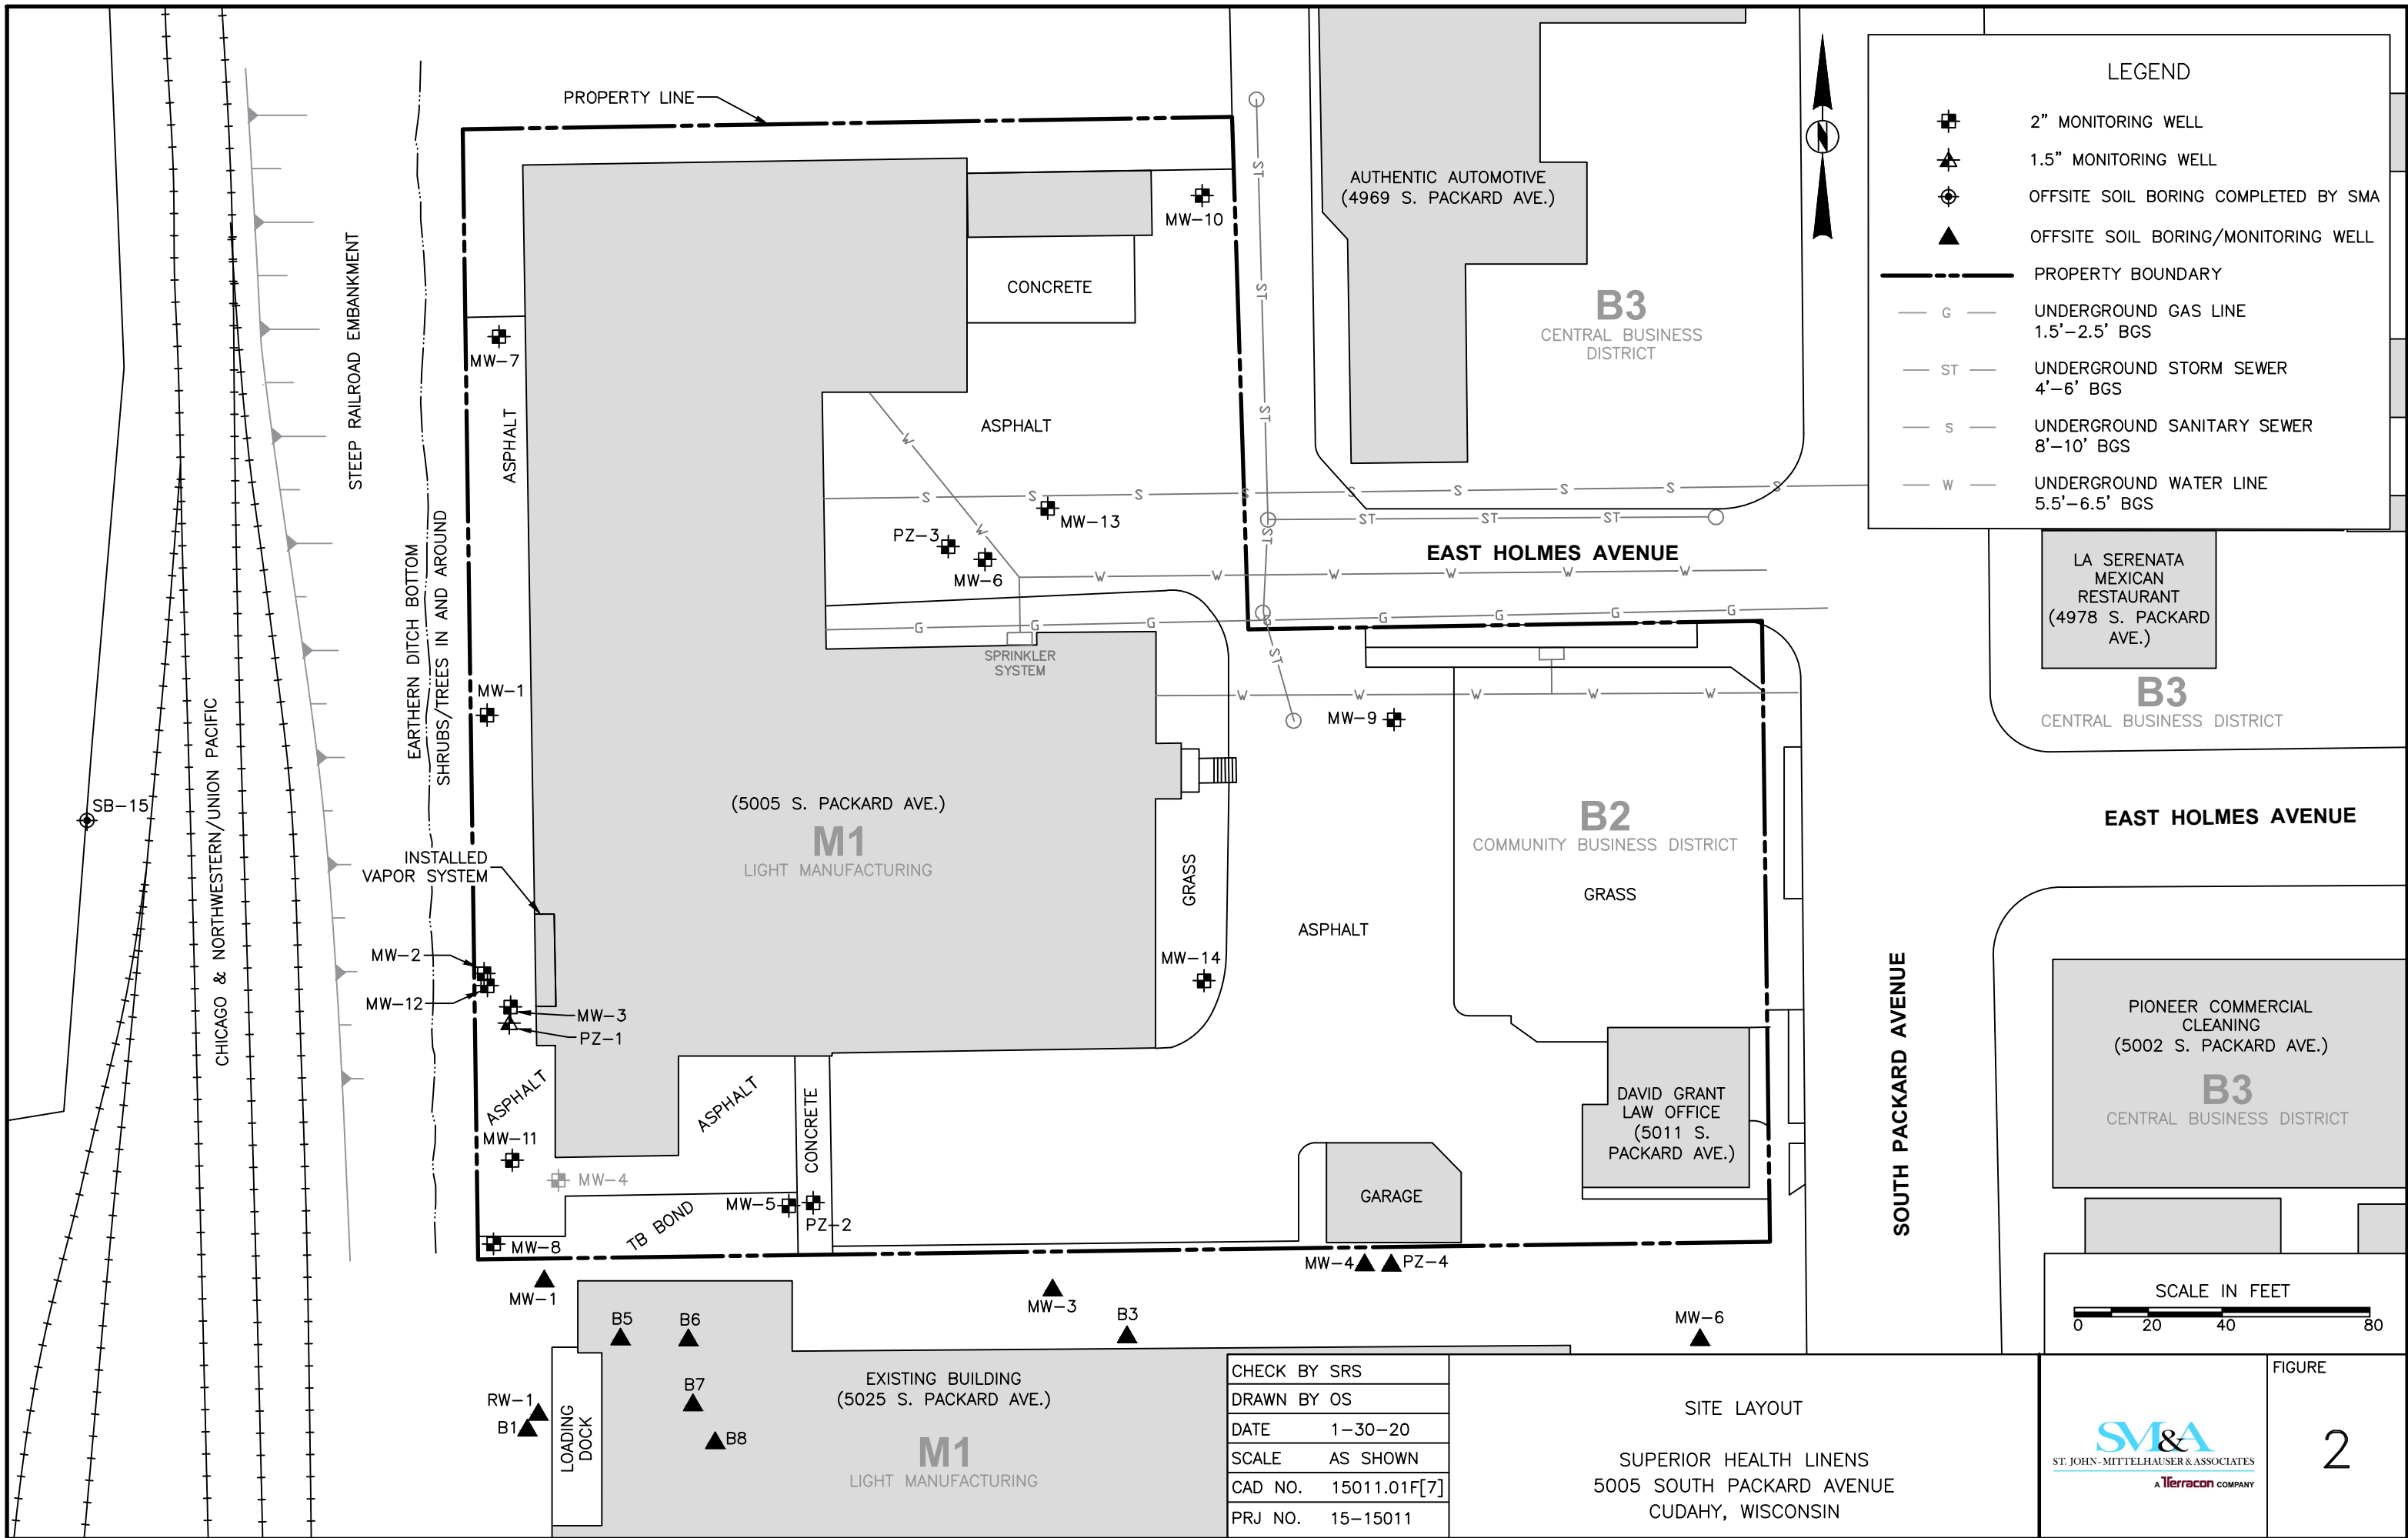 PROPERTY LINE
STEEP RAILROAD EMBANKMENT
EARTHERN DITCH BOTTOM
SHRUBS/TREES IN AND AROUND
CHICAGO & NORTHWESTERN/UNION PACIFIC
SB-15
MW-10
CONCRETE
MW-7
ASPHALT
ASPHALT
W
S
S
S
S
S
S
S
S
S
MW-13
PZ-3
MW-6
W
W
W
W
W
W
W
G
G
G
G
G
G
G
G
SPRINKLER
SYSTEM
ST
ST
ST
ST
ST
ST
ST
ST
AUTHENTIC AUTOMOTIVE
(4969 S. PACKARD AVE.)
B3
CENTRAL BUSINESS
DISTRICT
EAST HOLMES AVENUE
N
LEGEND
2" MONITORING WELL
1.5" MONITORING WELL
OFFSITE SOIL BORING COMPLETED BY SMA
OFFSITE SOIL BORING/MONITORING WELL
PROPERTY BOUNDARY
G
UNDERGROUND GAS LINE
1.5'-2.5' BGS
ST
UNDERGROUND STORM SEWER
4'-6' BGS
S
UNDERGROUND SANITARY SEWER
8'-10' BGS
W
UNDERGROUND WATER LINE
5.5'-6.5' BGS
LA SERENATA
MEXICAN
RESTAURANT
(4978 S. PACKARD
AVE.)
B3
CENTRAL BUSINESS DISTRICT
EAST HOLMES AVENUE
MW-1
W
W
W
W
W
MW-9
(5005 S. PACKARD AVE.)
M1
LIGHT MANUFACTURING
B2
COMMUNITY BUSINESS DISTRICT
GRASS
GRASS
ASPHALT
INSTALLED
VAPOR SYSTEM
MW-2
MW-12
MW-3
PZ-1
MW-14
SOUTH PACKARD AVENUE
PIONEER COMMERCIAL
CLEANING
(5002 S. PACKARD AVE.)
B3
CENTRAL BUSINESS DISTRICT
ASPHALT
ASPHALT
CONCRETE
MW-11
MW-4
MW-5
PZ-2
TB BOND
MW-8
DAVID GRANT
LAW OFFICE
(5011 S.
PACKARD AVE.)
GARAGE
MW-4
PZ-4
MW-1
MW-3
B3
MW-6
B5
B6
B7
B8
RW-1
B1
LOADING
DOCK
EXISTING BUILDING
(5025 S. PACKARD AVE.)
M1
LIGHT MANUFACTURING
SCALE IN FEET
0 20 40 80
CHECK BY SRS
DRAWN BY OS
DATE 1-30-20
SCALE AS SHOWN
CAD NO. 15011.01F[7]
PRJ NO. 15-15011
SITE LAYOUT
SUPERIOR HEALTH LINENS
5005 SOUTH PACKARD AVENUE
CUDAHY, WISCONSIN
SM&A
ST. JOHN-MITTELHAUSER & ASSOCIATES
A Terracon COMPANY
FIGURE
2